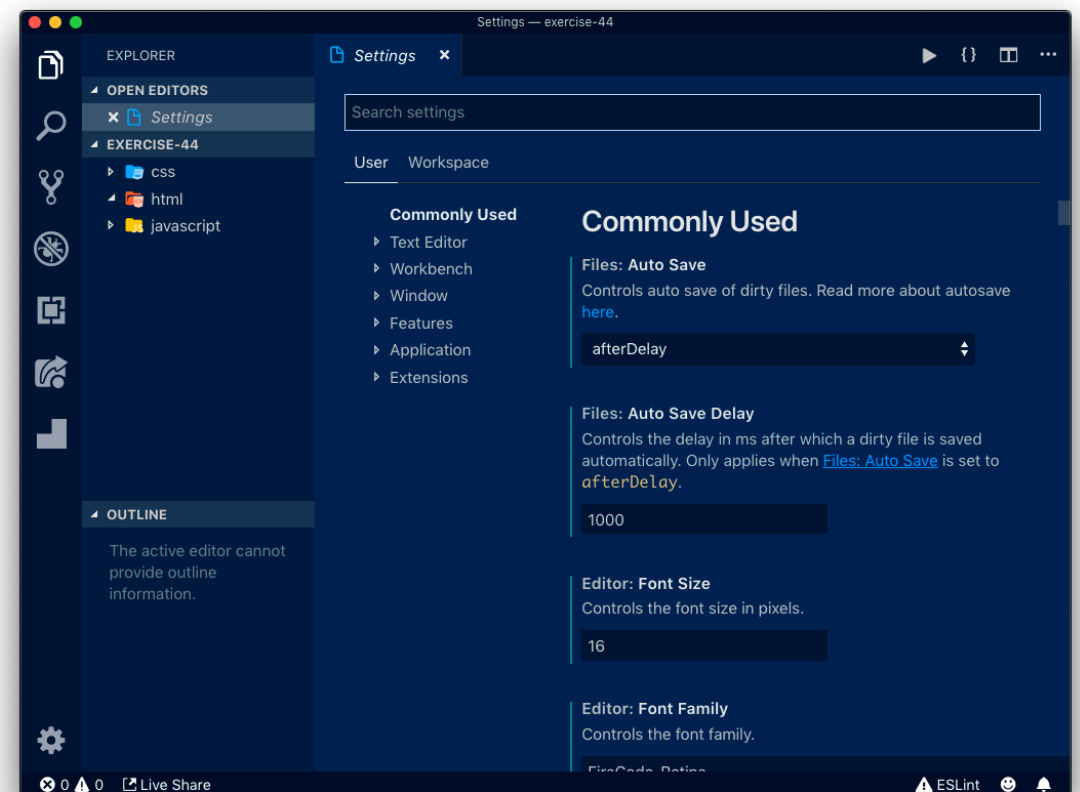 Settings — exercise-44
EXPLORER
OPEN EDITORS
Settings
EXERCISE-44
css
html
javascript
OUTLINE
The active editor cannot
provide outline
information.
Settings
Search settings
User Workspace
Commonly Used
Text Editor
Workbench
Window
Features
Application
Extensions
Commonly Used
Files: Auto Save
Controls auto save of dirty files. Read more about autosave
here.
afterDelay
Files: Auto Save Delay
Controls the delay in ms after which a dirty file is saved
automatically. Only applies when Files: Auto Save is set to
afterDelay.
1000
Editor: Font Size
Controls the font size in pixels.
16
Editor: Font Family
Controls the font family.
FiraCode-Retina
0 0 Live Share
ESLint